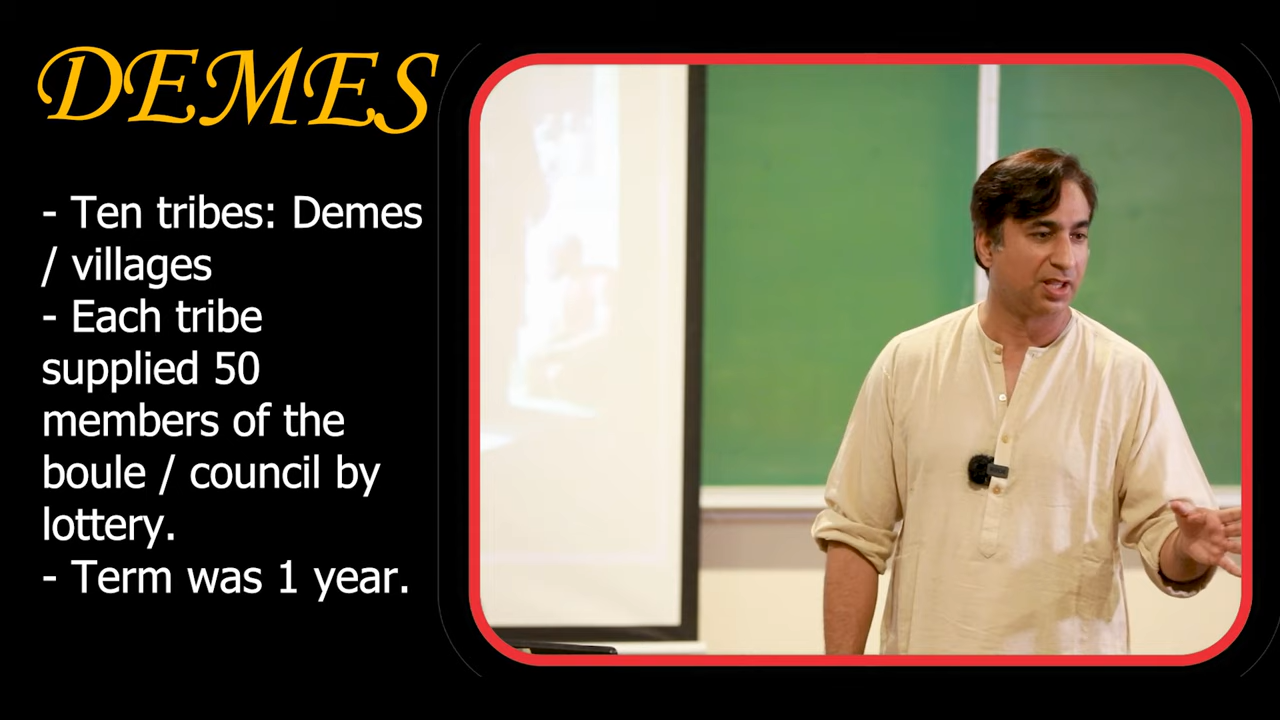 DEMES
- Ten tribes: Demes
/ villages
- Each tribe
supplied 50
members of the
boule / council by
lottery.
- Term was 1 year.